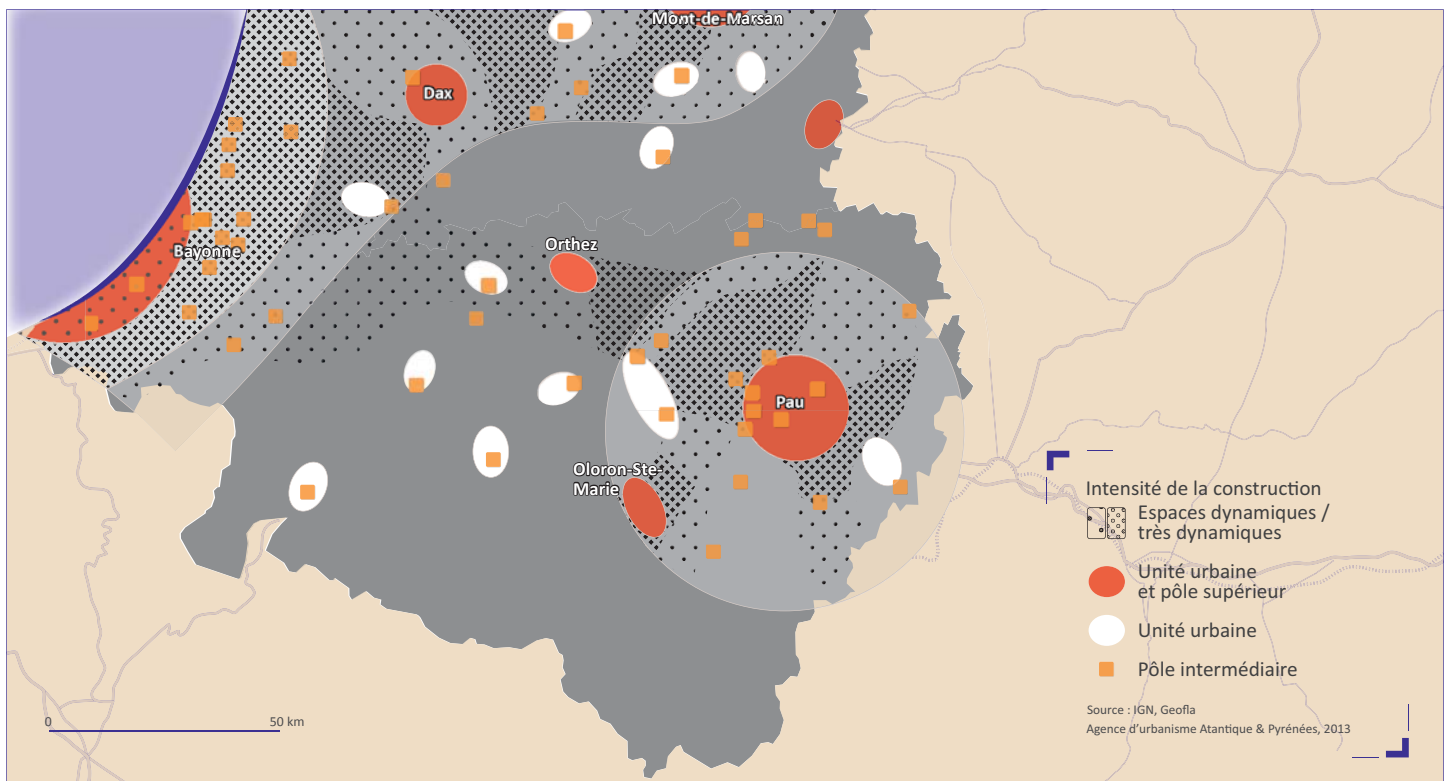 Mont-de-Marsan
Dax
Orthez
Bayonne
Pau
Oloron-Ste-
Marie
Intensité de la construction
Espaces dynamiques /
très dynamiques
Unité urbaine
et pôle supérieur
Unité urbaine
Pôle intermédiaire
Source : IGN, Geofla
Agence d'urbanisme Atantique & Pyrénées, 2013
0 50 km